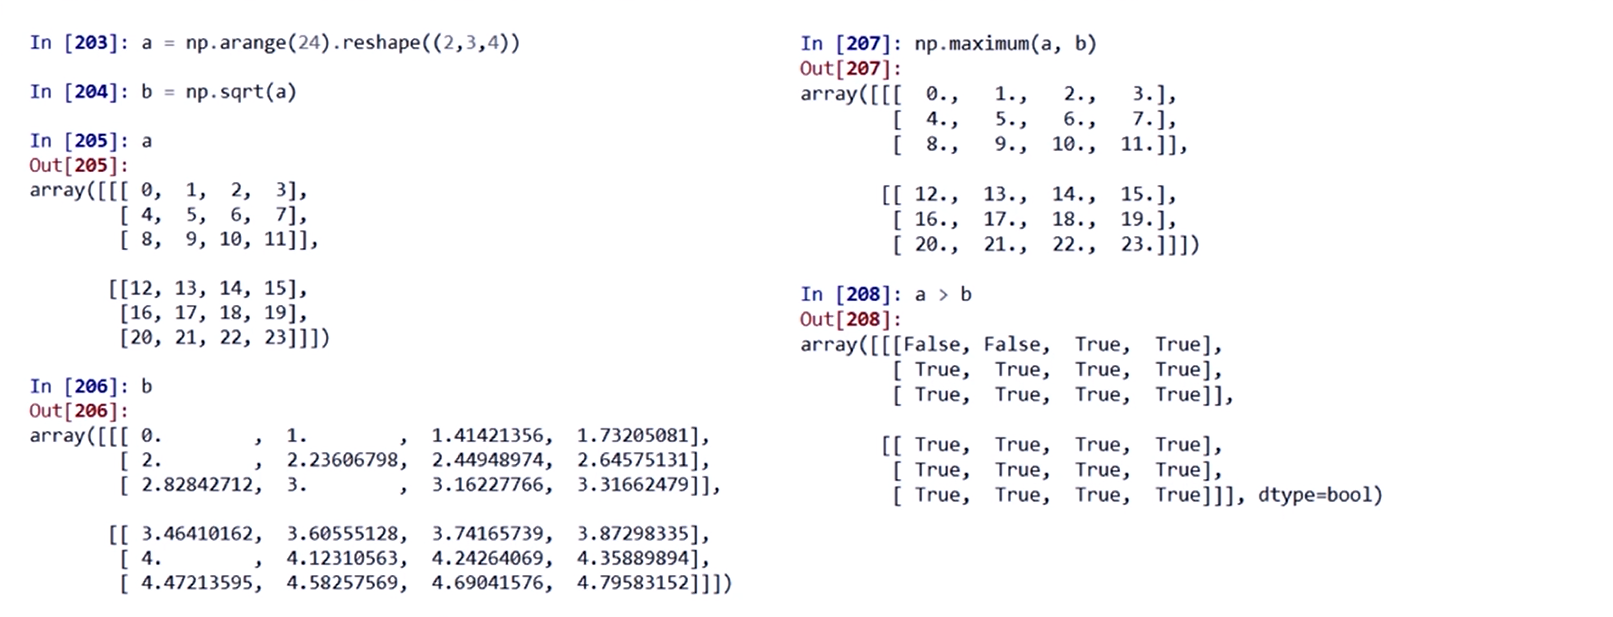 In [203]: a = np.arange(24).reshape((2,3,4))
In [204]: b = np.sqrt(a)
In [205]: a
Out[205]:
array([[[ 0,  1,  2,  3],
        [ 4,  5,  6,  7],
        [ 8,  9, 10, 11]],
       [[12, 13, 14, 15],
        [16, 17, 18, 19],
        [20, 21, 22, 23]]])
In [206]: b
Out[206]:
array([[[ 0.        ,  1.        ,  1.41421356,  1.73205081],
        [ 2.        ,  2.23606798,  2.44948974,  2.64575131],
        [ 2.82842712,  3.        ,  3.16227766,  3.31662479]],
       [[ 3.46410162,  3.60555128,  3.74165739,  3.87298335],
        [ 4.        ,  4.12310563,  4.24264069,  4.35889894],
        [ 4.47213595,  4.58257569,  4.69041576,  4.79583152]]])
In [207]: np.maximum(a, b)
Out[207]:
array([[[  0.,   1.,   2.,   3.],
        [  4.,   5.,   6.,   7.],
        [  8.,   9.,  10.,  11.]],
       [[ 12.,  13.,  14.,  15.],
        [ 16.,  17.,  18.,  19.],
        [ 20.,  21.,  22.,  23.]]])
In [208]: a > b
Out[208]:
array([[[False, False,  True,  True],
        [ True,  True,  True,  True],
        [ True,  True,  True,  True]],
       [[ True,  True,  True,  True],
        [ True,  True,  True,  True],
        [ True,  True,  True,  True]]], dtype=bool)